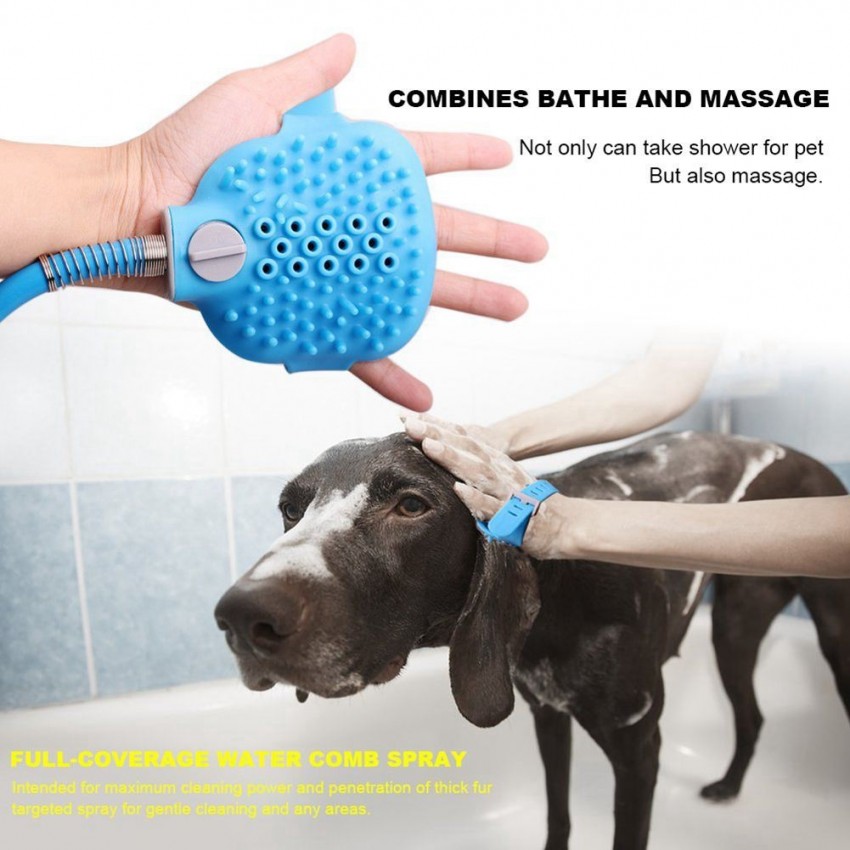 COMBINES BATHE AND MASSAGE
Not only can take shower for pet
But also massage.
FULL-COVERAGE WATER COMB SPRAY
Intended for maximum cleaning power and penetration of thick fur
targeted spray for gentle cleaning and any areas.